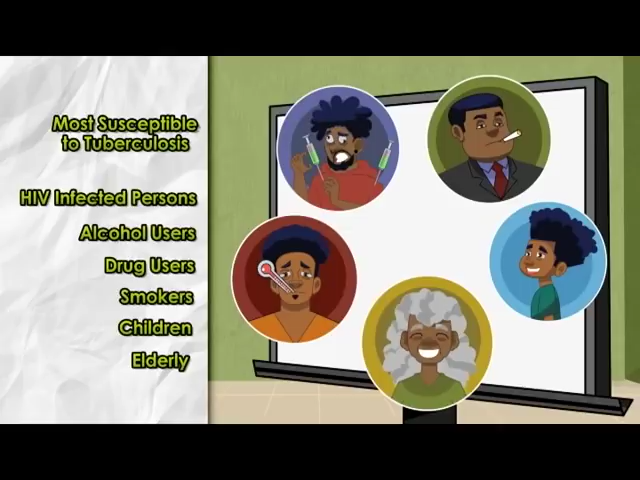 Most Susceptible
to Tuberculosis
HIV Infected Persons
Alcohol Users
Drug Users
Smokers
Children
Elderly